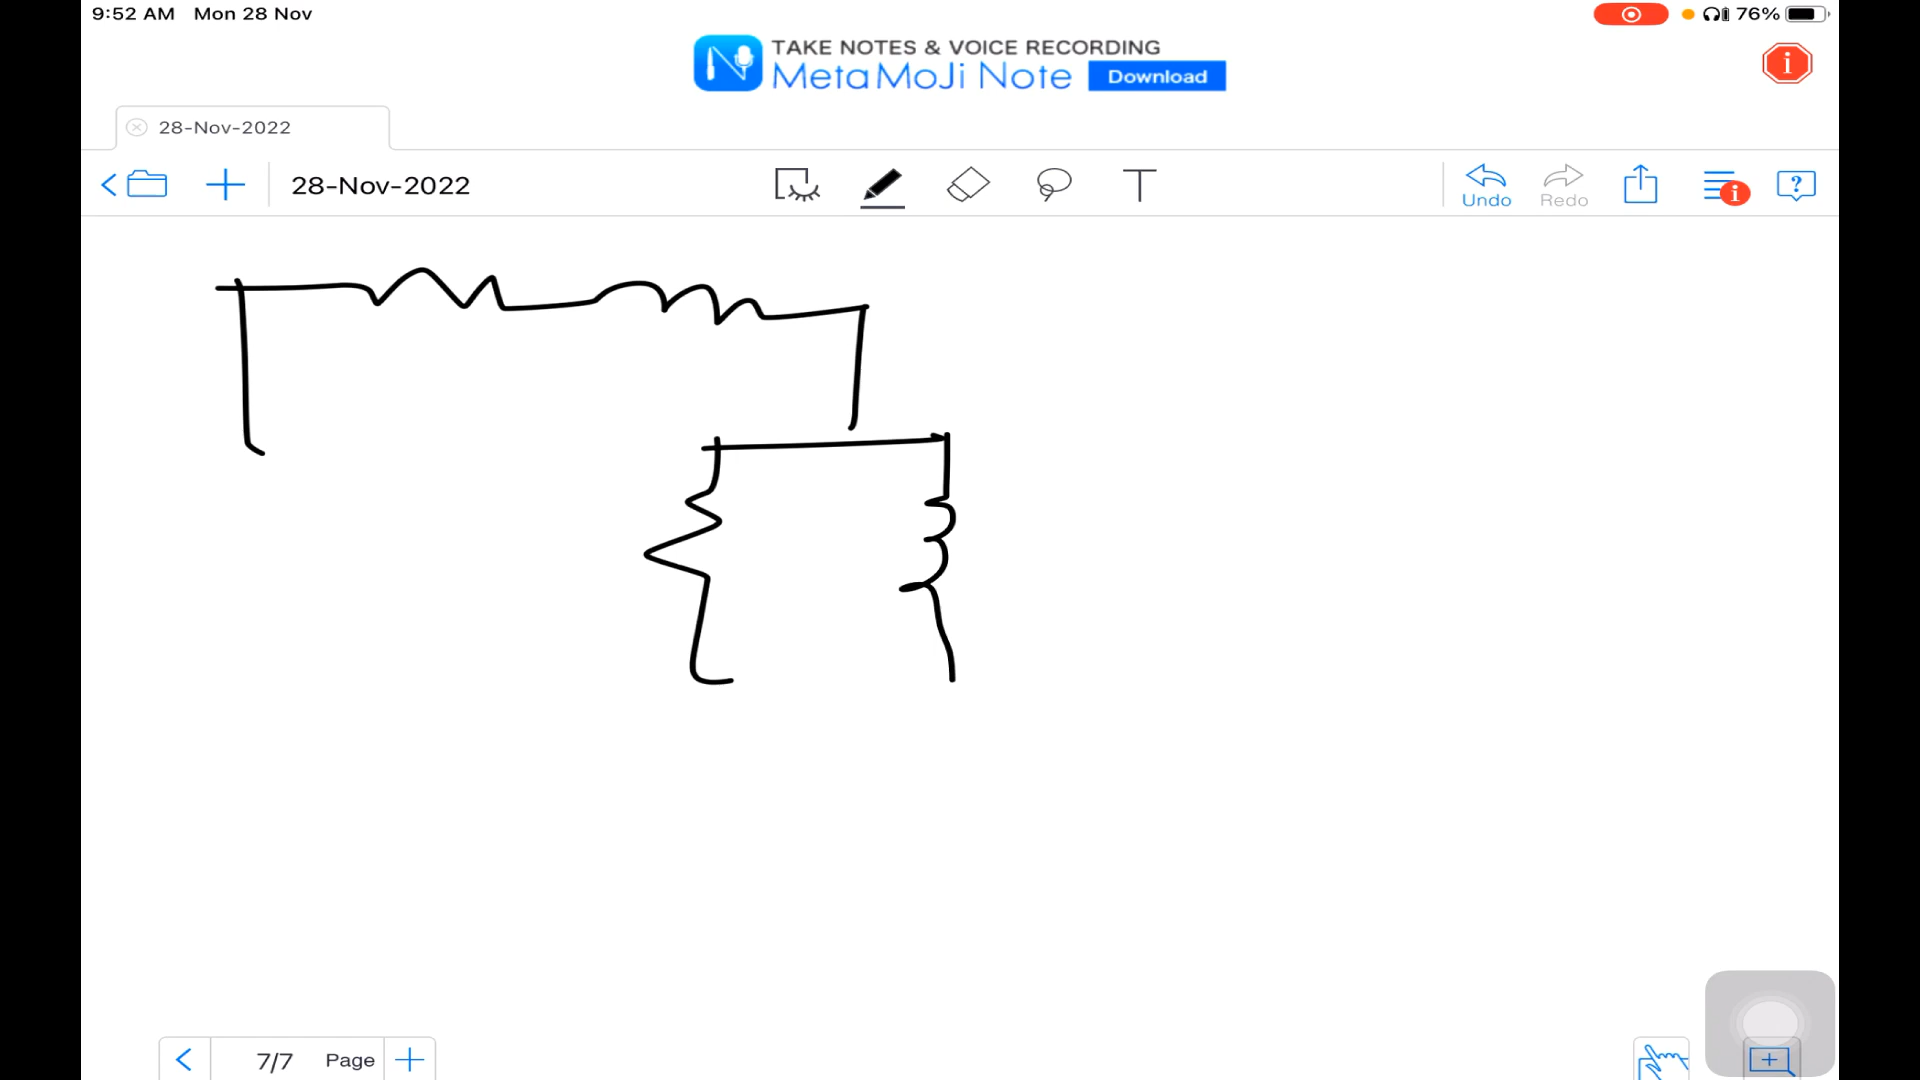 9:52 AM Mon 28 Nov
76%
TAKE NOTES & VOICE RECORDING
MetaMoJi Note Download
28-Nov-2022
28-Nov-2022
T
Undo
Redo
7/7 Page